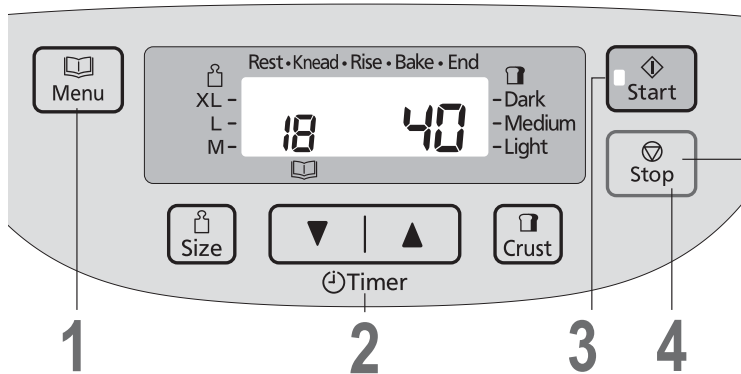 Menu
Rest • Knead • Rise • Bake • End
XL –
L –
M –
18
40
– Dark
– Medium
– Light
Start
Stop
Size
▼ | ▲
Timer
Crust
1
2
3
4